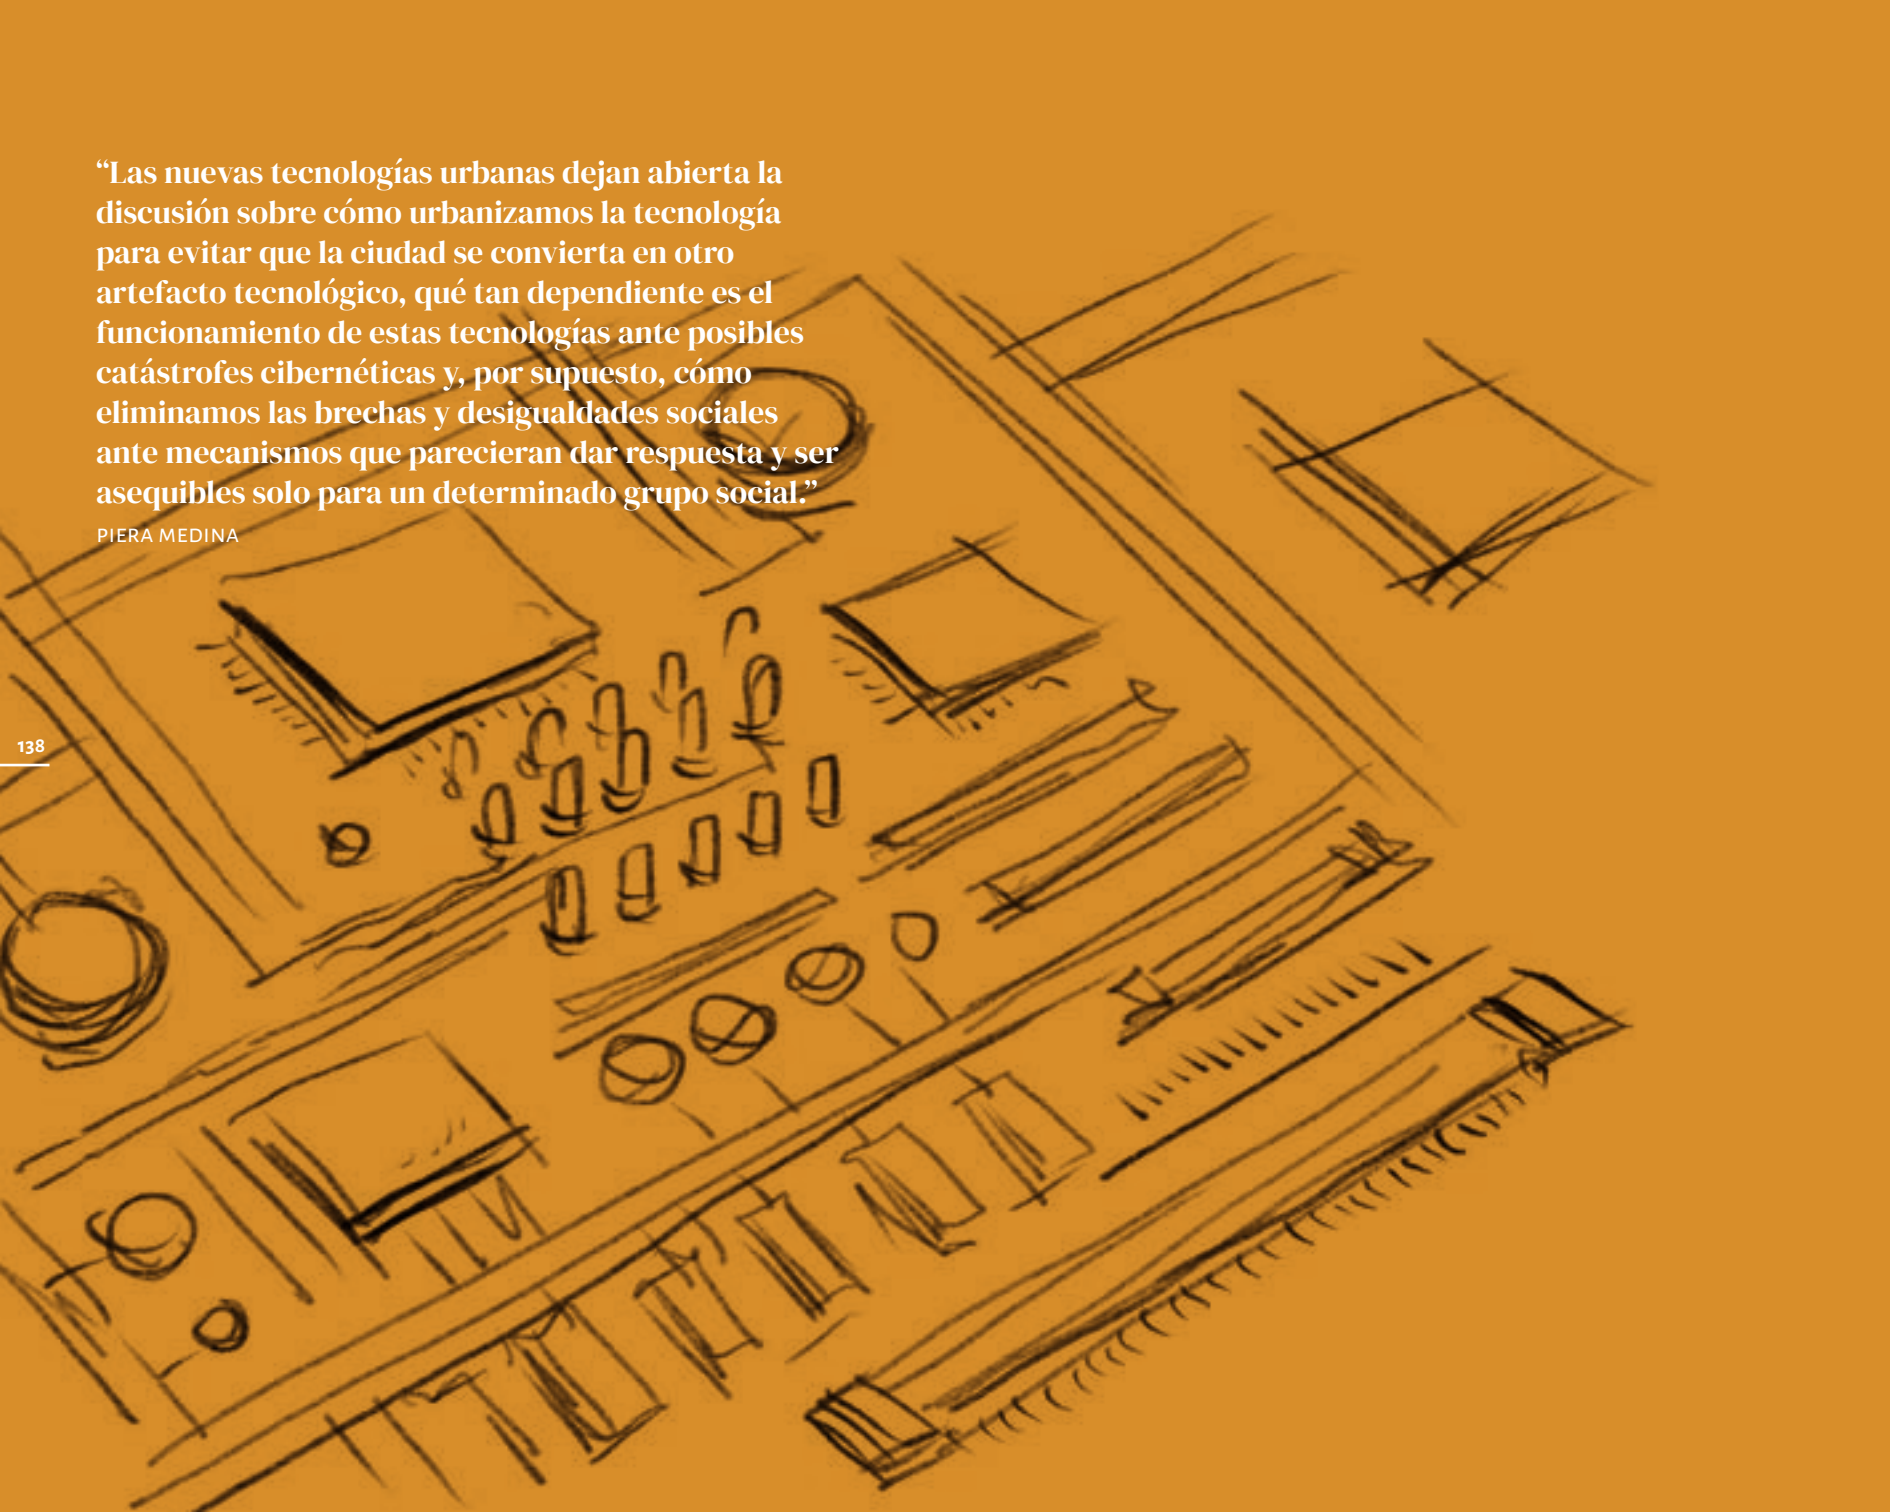 “Las nuevas tecnologías urbanas dejan abierta la
discusión sobre cómo urbanizamos la tecnología
para evitar que la ciudad se convierta en otro
artefacto tecnológico, qué tan dependiente es el
funcionamiento de estas tecnologías ante posibles
catástrofes cibernéticas y, por supuesto, cómo
eliminamos las brechas y desigualdades sociales
ante mecanismos que parecieran dar respuesta y ser
asequibles solo para un determinado grupo social.”
PIERA MEDINA
138